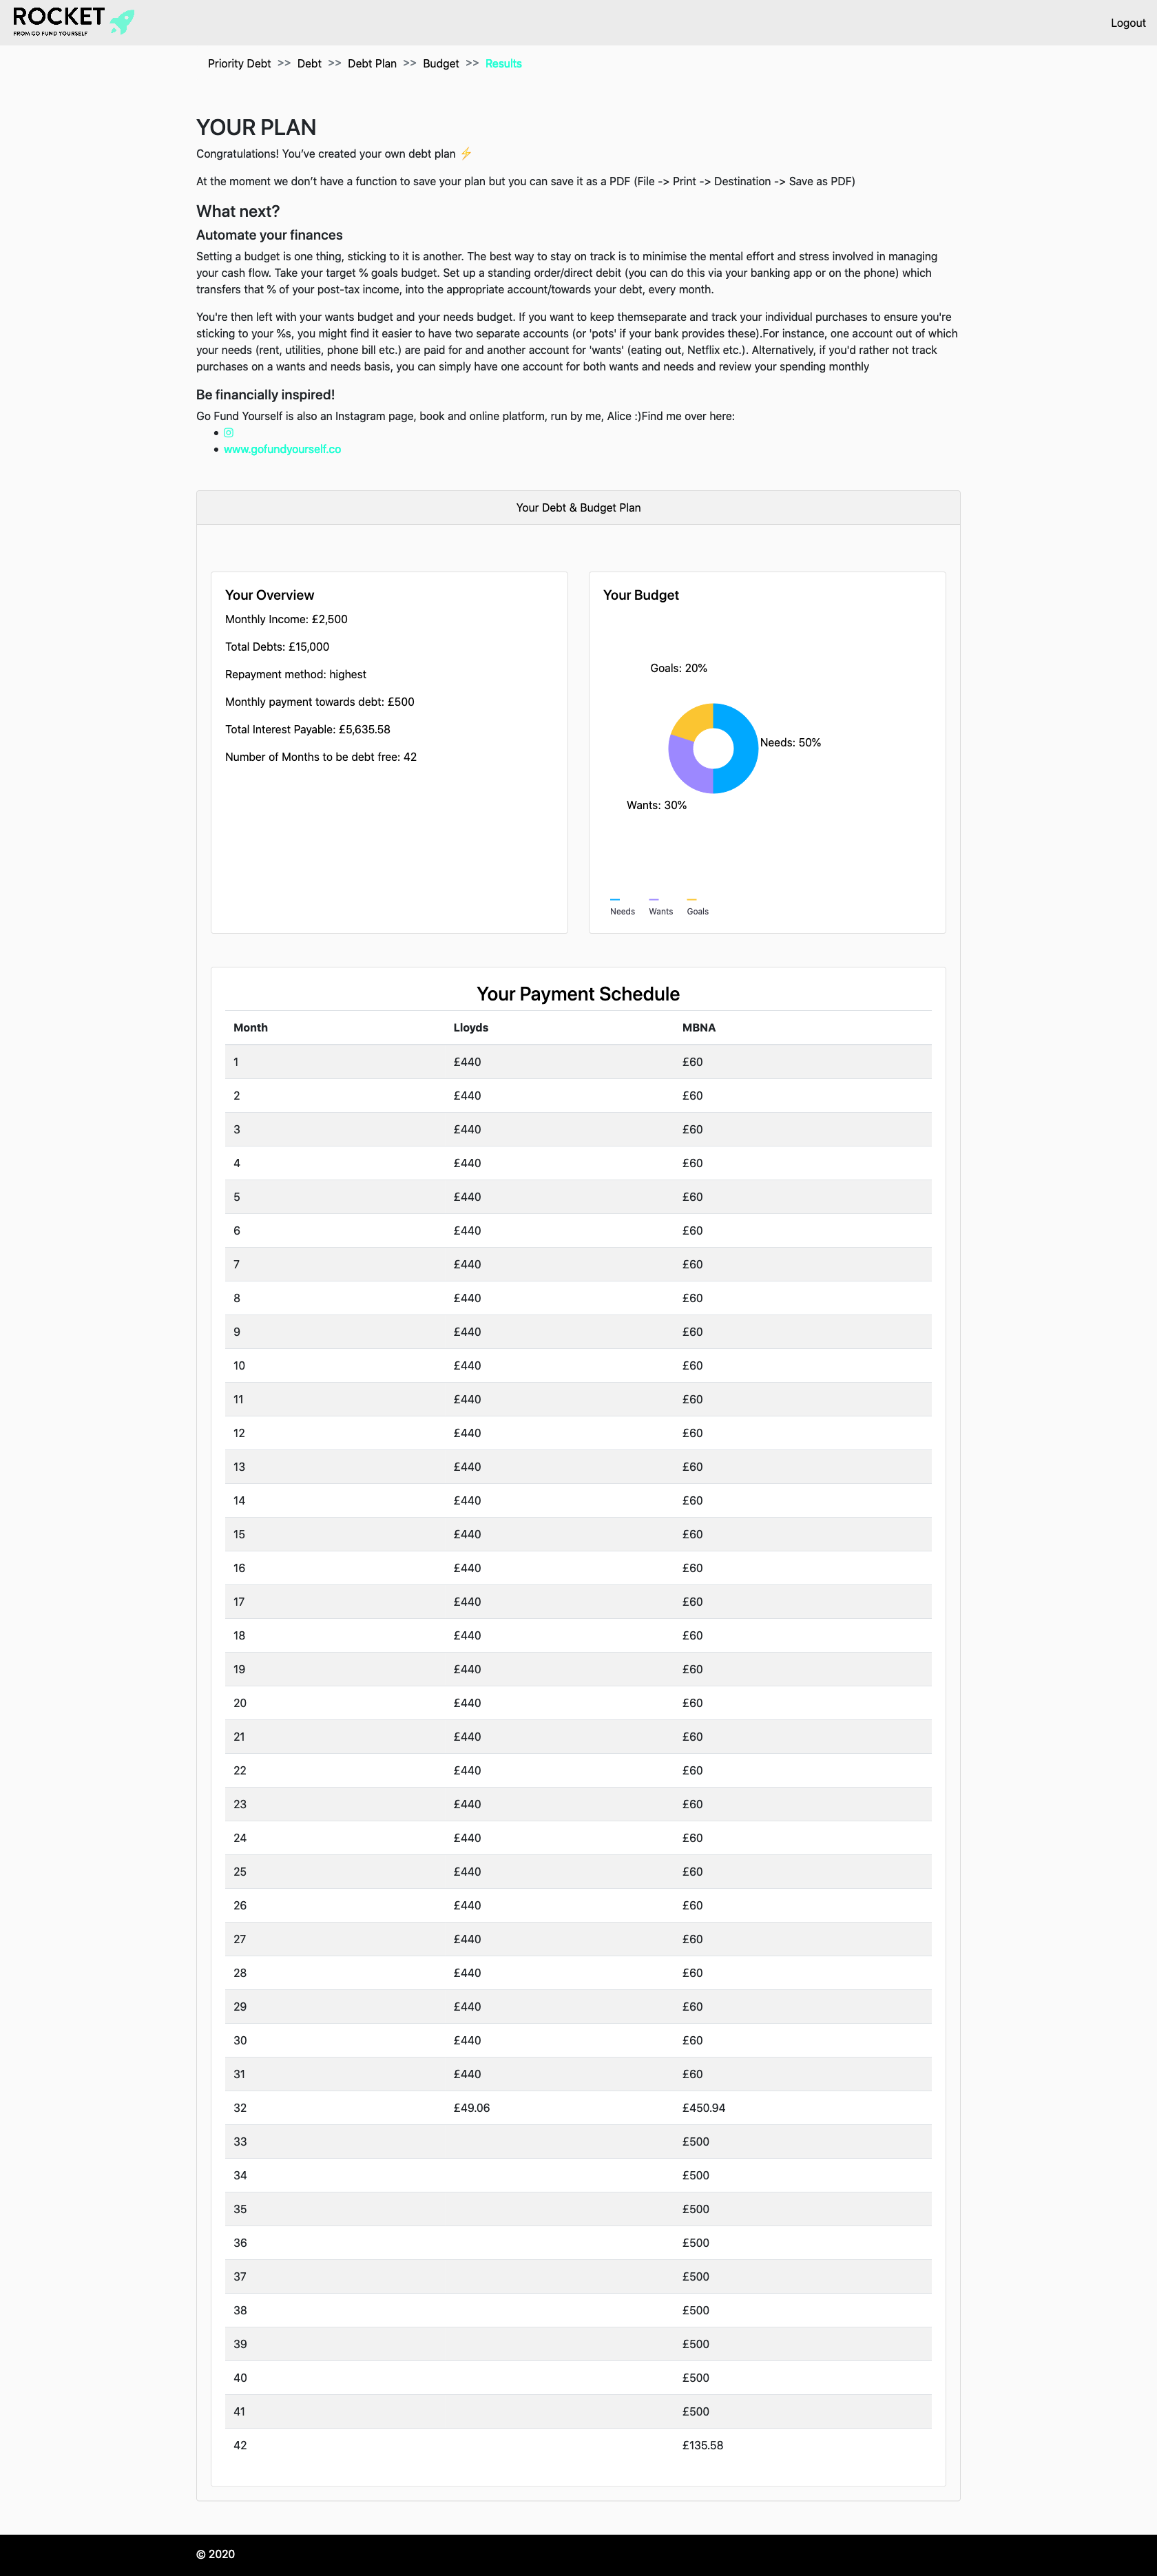 ROCKET
FROM GO FUND YOURSELF
Logout
Priority Debt >> Debt >> Debt Plan >> Budget >> Results
YOUR PLAN
Congratulations! You’ve created your own debt plan ⚡
At the moment we don’t have a function to save your plan but you can save it as a PDF (File -> Print -> Destination -> Save as PDF)
What next?
Automate your finances
Setting a budget is one thing, sticking to it is another. The best way to stay on track is to minimise the mental effort and stress involved in managing
your cash flow. Take your target % goals budget. Set up a standing order/direct debit (you can do this via your banking app or on the phone) which
transfers that % of your post-tax income, into the appropriate account/towards your debt, every month.
You're then left with your wants budget and your needs budget. If you want to keep themseparate and track your individual purchases to ensure you're
sticking to your %s, you might find it easier to have two separate accounts (or 'pots' if your bank provides these).For instance, one account out of which
your needs (rent, utilities, phone bill etc.) are paid for and another account for 'wants' (eating out, Netflix etc.). Alternatively, if you'd rather not track
purchases on a wants and needs basis, you can simply have one account for both wants and needs and review your spending monthly
Be financially inspired!
Go Fund Yourself is also an Instagram page, book and online platform, run by me, Alice :)Find me over here:
www.gofundyourself.co
Your Debt & Budget Plan
Your Overview
Monthly Income: £2,500
Total Debts: £15,000
Repayment method: highest
Monthly payment towards debt: £500
Total Interest Payable: £5,635.58
Number of Months to be debt free: 42
Your Budget
Goals: 20%
Needs: 50%
Wants: 30%
Needs Wants Goals
Your Payment Schedule
Month Lloyds MBNA
1 £440 £60
2 £440 £60
3 £440 £60
4 £440 £60
5 £440 £60
6 £440 £60
7 £440 £60
8 £440 £60
9 £440 £60
10 £440 £60
11 £440 £60
12 £440 £60
13 £440 £60
14 £440 £60
15 £440 £60
16 £440 £60
17 £440 £60
18 £440 £60
19 £440 £60
20 £440 £60
21 £440 £60
22 £440 £60
23 £440 £60
24 £440 £60
25 £440 £60
26 £440 £60
27 £440 £60
28 £440 £60
29 £440 £60
30 £440 £60
31 £440 £60
32 £49.06 £450.94
33 £500
34 £500
35 £500
36 £500
37 £500
38 £500
39 £500
40 £500
41 £500
42 £135.58
© 2020